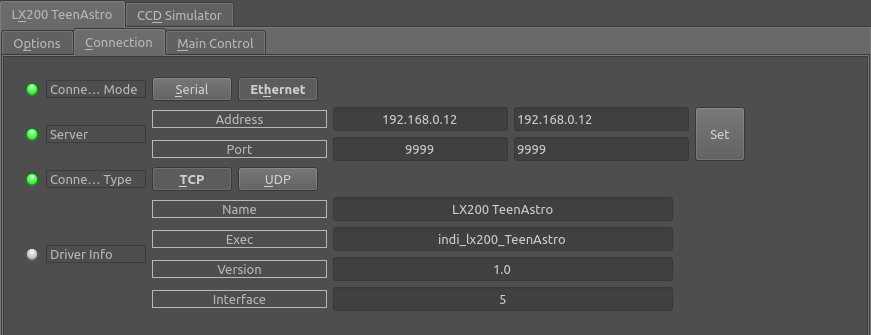 LX200 TeenAstro CCD Simulator
Options Connection Main Control
Conne... Mode Serial Ethernet
Server Address 192.168.0.12 192.168.0.12 Set
Port 9999 9999
Conne... Type TCP UDP
Driver Info Name LX200 TeenAstro
Exec indi_lx200_TeenAstro
Version 1.0
Interface 5